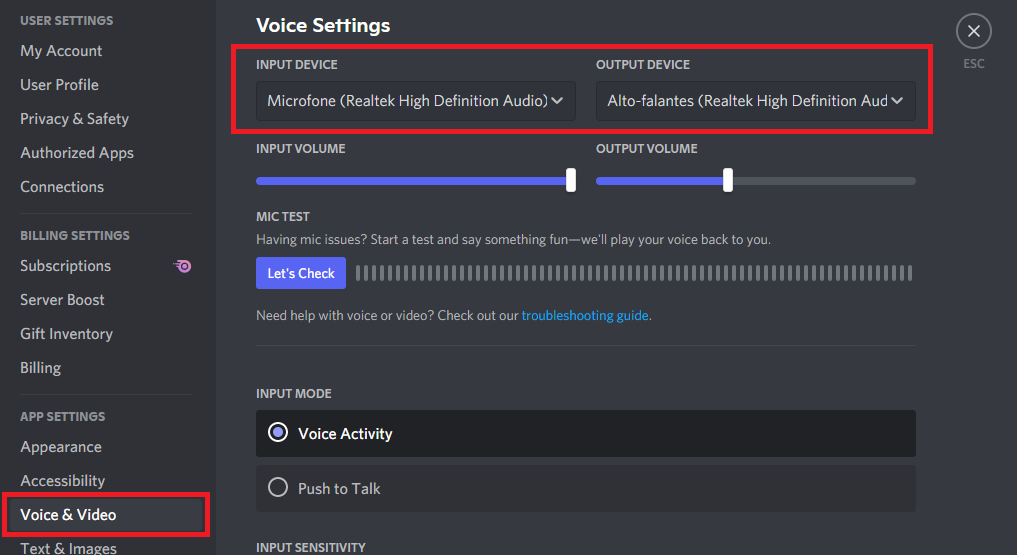 USER SETTINGS
My Account
User Profile
Privacy & Safety
Authorized Apps
Connections
BILLING SETTINGS
Subscriptions
Server Boost
Gift Inventory
Billing
APP SETTINGS
Appearance
Accessibility
Voice & Video
Text & Images
Voice Settings
ESC
INPUT DEVICE
Microfone (Realtek High Definition Audio)
OUTPUT DEVICE
Alto-falantes (Realtek High Definition Aud
INPUT VOLUME
OUTPUT VOLUME
MIC TEST
Having mic issues? Start a test and say something fun—we'll play your voice back to you.
Let's Check
Need help with voice or video? Check out our troubleshooting guide.
INPUT MODE
Voice Activity
Push to Talk
INPUT SENSITIVITY